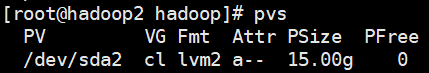 [root@hadoop2 hadoop]# pvs
  PV         VG Fmt  Attr PSize  PFree
  /dev/sda2  cl lvm2 a--  15.00g    0